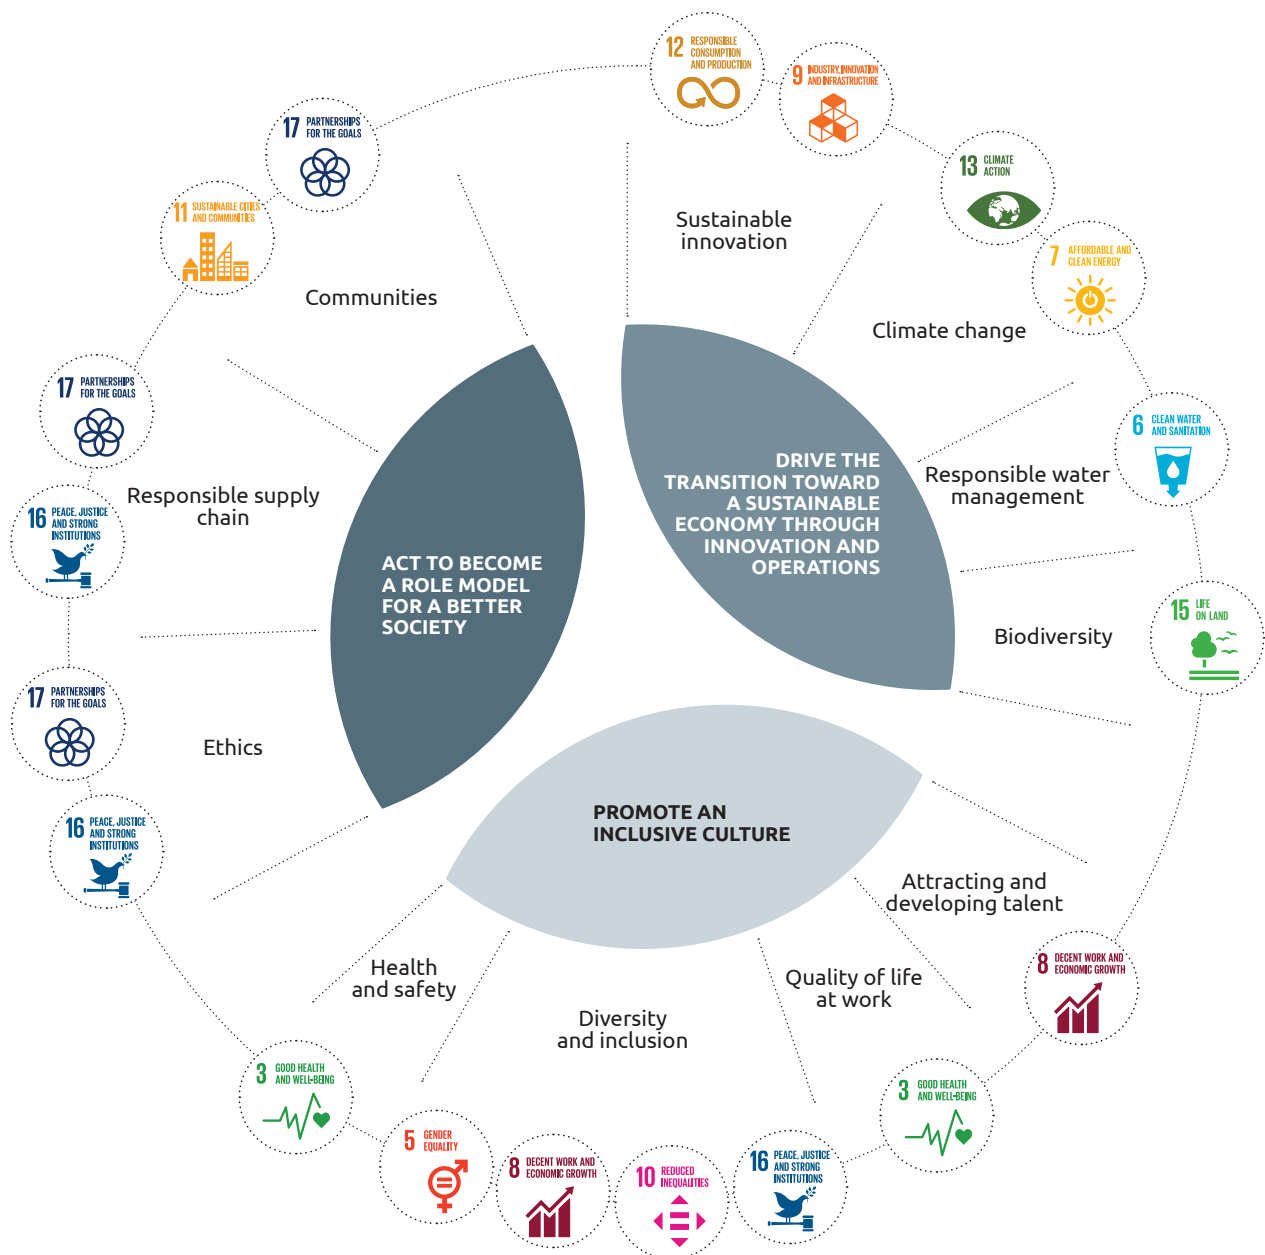 12 RESPONSIBLE
CONSUMPTION
AND PRODUCTION
9 INDUSTRY, INNOVATION
AND INFRASTRUCTURE
13 CLIMATE
ACTION
7 AFFORDABLE AND
CLEAN ENERGY
6 CLEAN WATER
AND SANITATION
15 LIFE
ON LAND
Sustainable
innovation
Climate change
Responsible water
management
Biodiversity
DRIVE THE
TRANSITION TOWARD
A SUSTAINABLE
ECONOMY THROUGH
INNOVATION AND
OPERATIONS
17 PARTNERSHIPS
FOR THE GOALS
11 SUSTAINABLE CITIES
AND COMMUNITIES
Communities
17 PARTNERSHIPS
FOR THE GOALS
16 PEACE, JUSTICE
AND STRONG
INSTITUTIONS
Responsible supply
chain
17 PARTNERSHIPS
FOR THE GOALS
16 PEACE, JUSTICE
AND STRONG
INSTITUTIONS
Ethics
ACT TO BECOME
A ROLE MODEL
FOR A BETTER
SOCIETY
PROMOTE AN
INCLUSIVE CULTURE
Attracting and
developing talent
Quality of life
at work
Diversity
and inclusion
Health
and safety
3 GOOD HEALTH
AND WELL-BEING
5 GENDER
EQUALITY
8 DECENT WORK AND
ECONOMIC GROWTH
10 REDUCED
INEQUALITIES
16 PEACE, JUSTICE
AND STRONG
INSTITUTIONS
3 GOOD HEALTH
AND WELL-BEING
8 DECENT WORK AND
ECONOMIC GROWTH